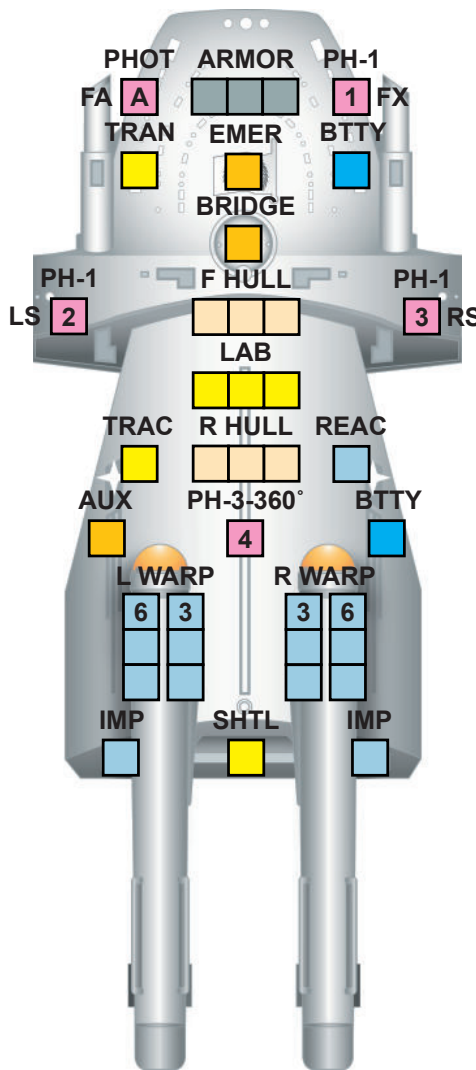 PHOT ARMOR PH-1
FA A 1 FX
TRAN EMER BTTY
BRIDGE
PH-1 F HULL PH-1
LS 2 3 RS
LAB
TRAC R HULL REAC
AUX PH-3-360° BTTY
4
L WARP R WARP
6 3 3 6
IMP SHTL IMP